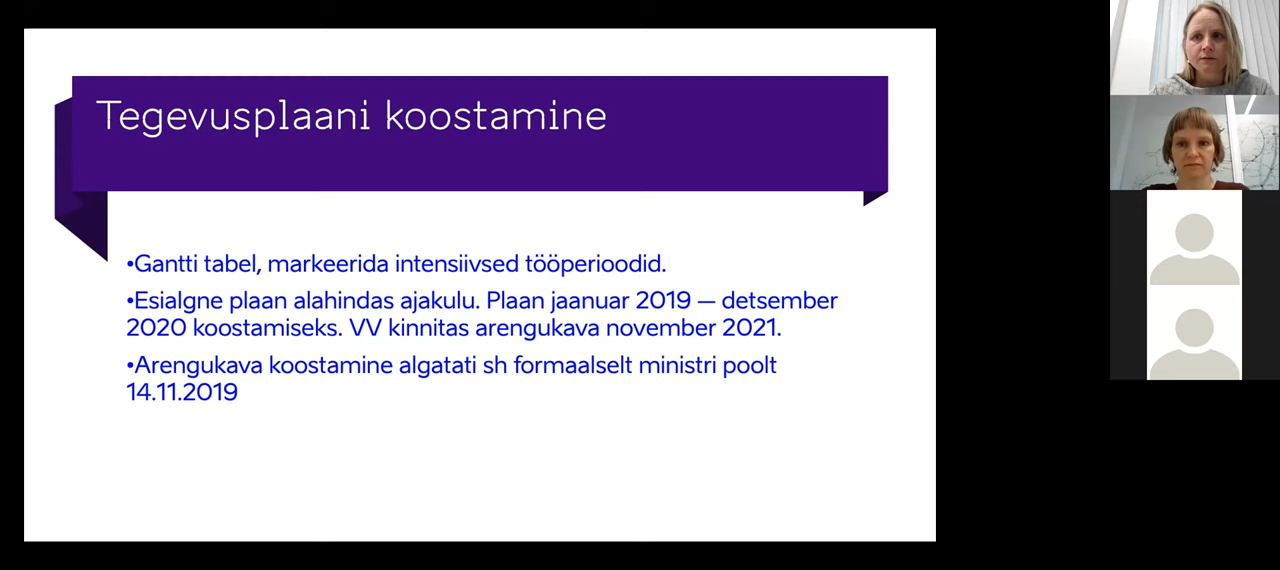 Tegevusplaani koostamine
•Gantti tabel, markeerida intensiivsed tööperioodid.
•Esialgne plaan alahindas ajakulu. Plaan jaanuar 2019 — detsember
2020 koostamiseks. VV kinnitas arengukava november 2021.
•Arengukava koostamine algatati sh formaalselt ministri poolt
14.11.2019